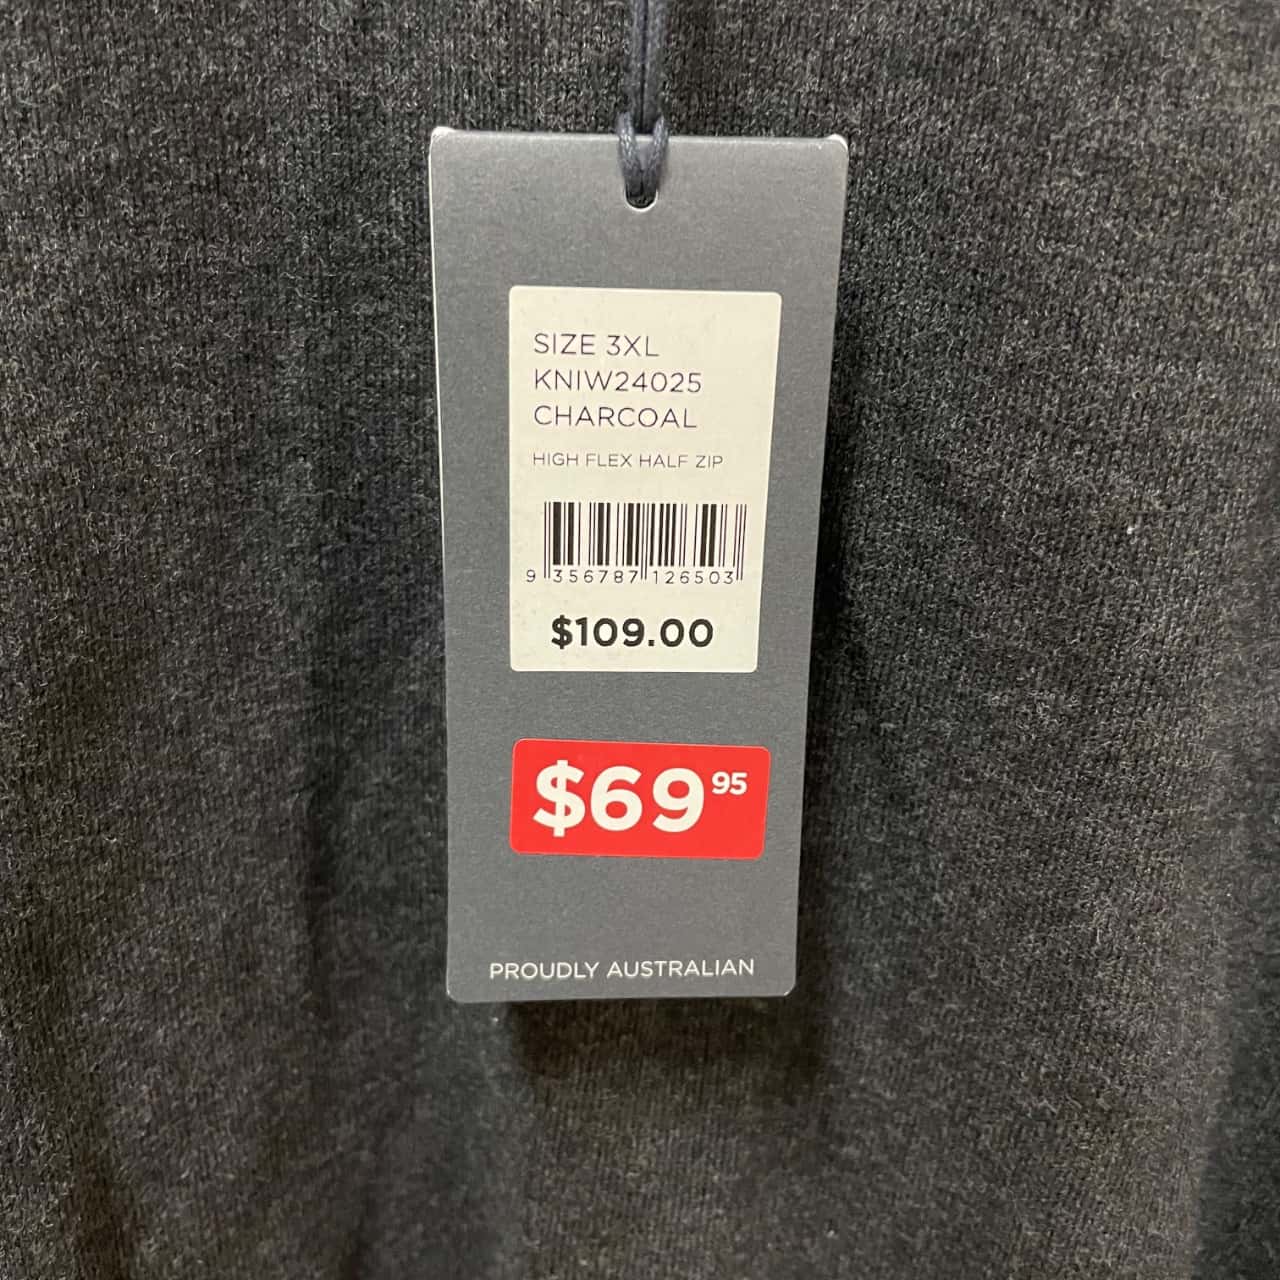 SIZE 3XL
KNIW24025
CHARCOAL
HIGH FLEX HALF ZIP
9 356787 126503
$109.00
$69 95
PROUDLY AUSTRALIAN